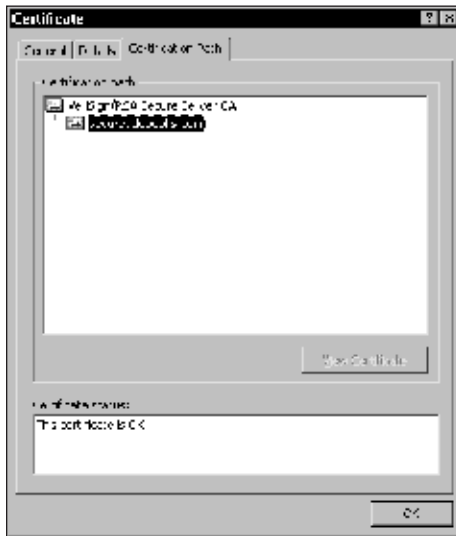 Certificate
General Details Certification Path
Certification path
VeriSign/RSA Secure Server CA
View Certificate
Certificate status:
This certificate is OK.
OK